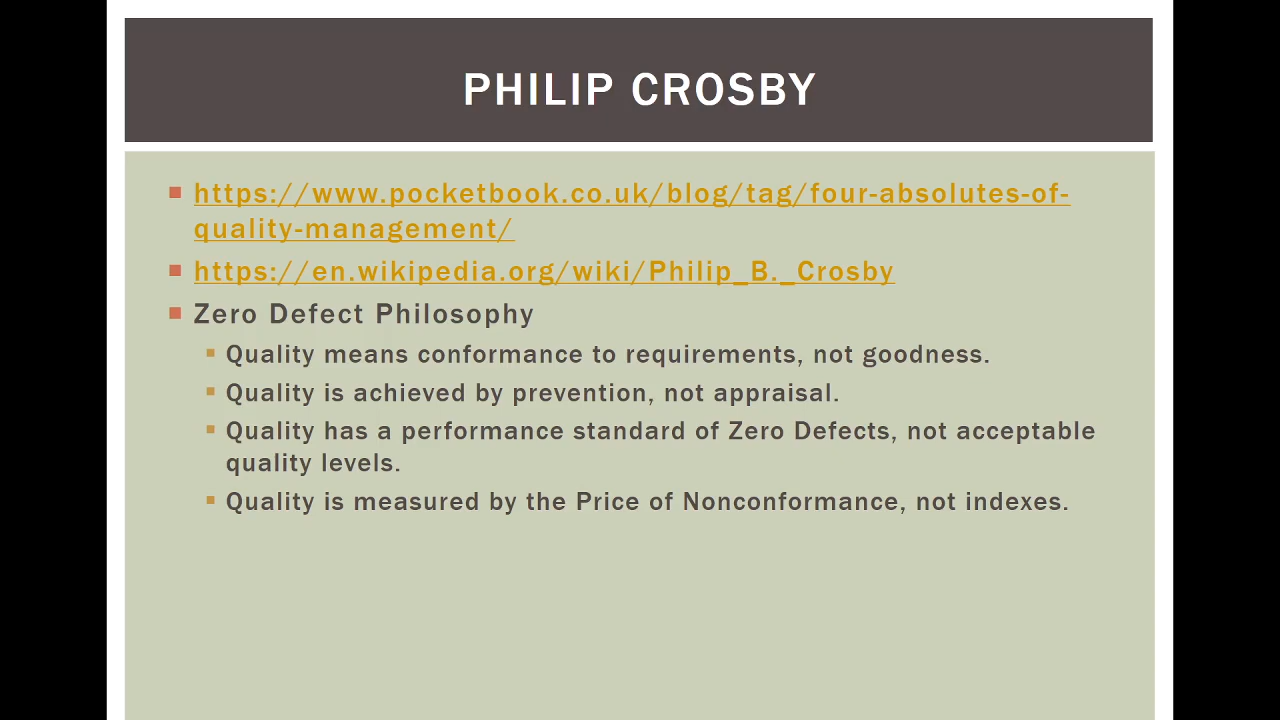 PHILIP CROSBY
https://www.pocketbook.co.uk/blog/tag/four-absolutes-of-
quality-management/
https://en.wikipedia.org/wiki/Philip_B._Crosby
Zero Defect Philosophy
Quality means conformance to requirements, not goodness.
Quality is achieved by prevention, not appraisal.
Quality has a performance standard of Zero Defects, not acceptable
quality levels.
Quality is measured by the Price of Nonconformance, not indexes.